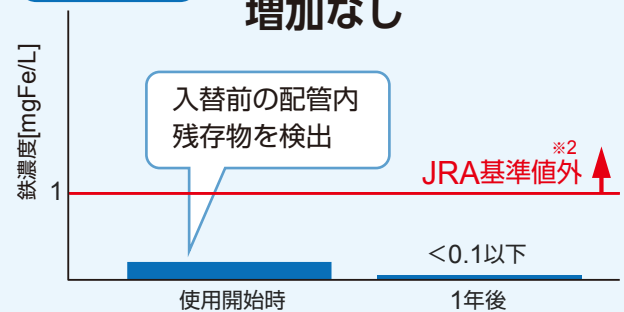 増加なし
鉄濃度[mgFe/L]
入替前の配管内
残存物を検出
※2
JRA基準値外
1
＜0.1以下
使用開始時
1年後